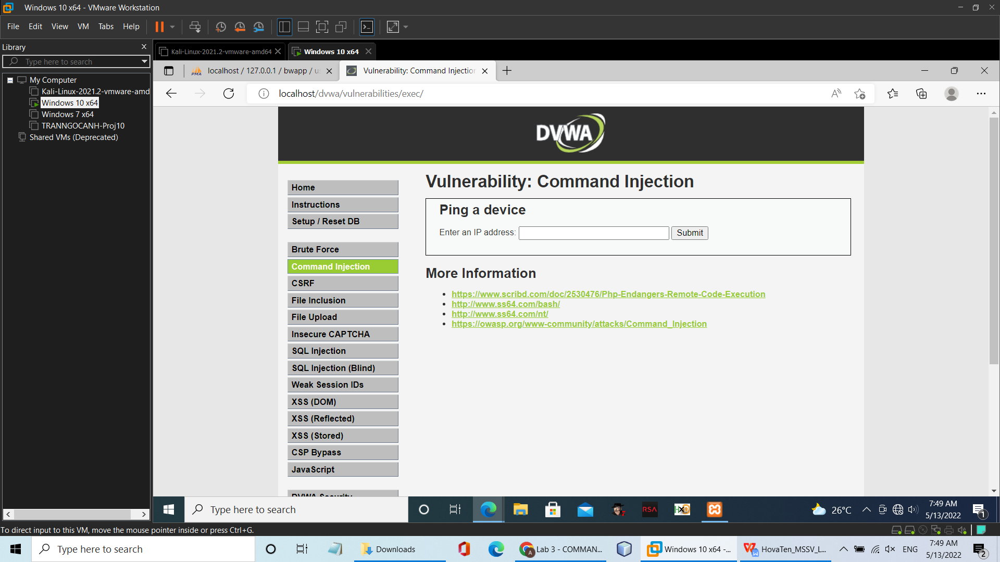 Windows 10 x64 - VMware Workstation
File Edit View VM Tabs Help
Library
Type here to search
My Computer
Kali-Linux-2021.2-vmware-amd
Windows 10 x64
Windows 7 x64
TRANNGOCANH-Proj10
Shared VMs (Deprecated)
Kali-Linux-2021.2-vmware-amd64
Windows 10 x64
PMA
localhost / 127.0.0.1 / bwapp / us
Vulnerability: Command Injection
localhost/dvwa/vulnerabilities/exec/
DVWA
Home
Instructions
Setup / Reset DB
Brute Force
Command Injection
CSRF
File Inclusion
File Upload
Insecure CAPTCHA
SQL Injection
SQL Injection (Blind)
Weak Session IDs
XSS (DOM)
XSS (Reflected)
XSS (Stored)
CSP Bypass
JavaScript
DVWA Security
Vulnerability: Command Injection
Ping a device
Enter an IP address:
Submit
More Information
https://www.scribd.com/doc/2530476/Php-Endangers-Remote-Code-Execution
http://www.ss64.com/bash/
http://www.ss64.com/nt/
https://owasp.org/www-community/attacks/Command_Injection
Type here to search
RSA
HxD
26°C
7:49 AM
5/13/2022
1
To direct input to this VM, move the mouse pointer inside or press Ctrl+G.
Type here to search
Downloads
Lab 3 - COMMAN...
Windows 10 x64 -...
HovaTen_MSSV_L...
ENG
7:49 AM
5/13/2022
2